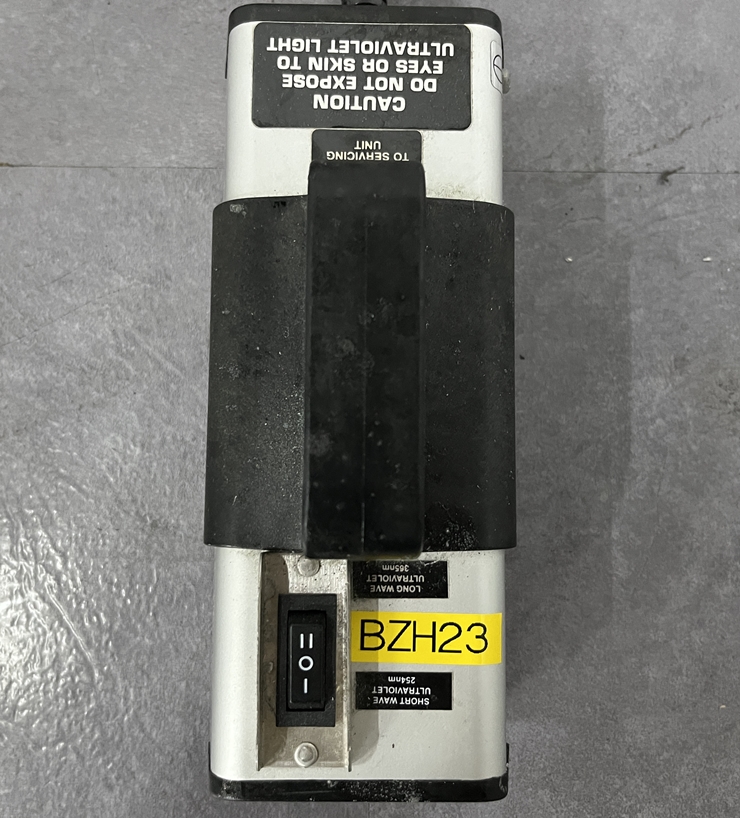 CAUTION
DO NOT EXPOSE
EYES OR SKIN TO
ULTRAVIOLET LIGHT
TO SERVICING
UNIT
LONG WAVE
ULTRAVIOLET
365nm
BZH23
SHORT WAVE
ULTRAVIOLET
254nm
II
O
I